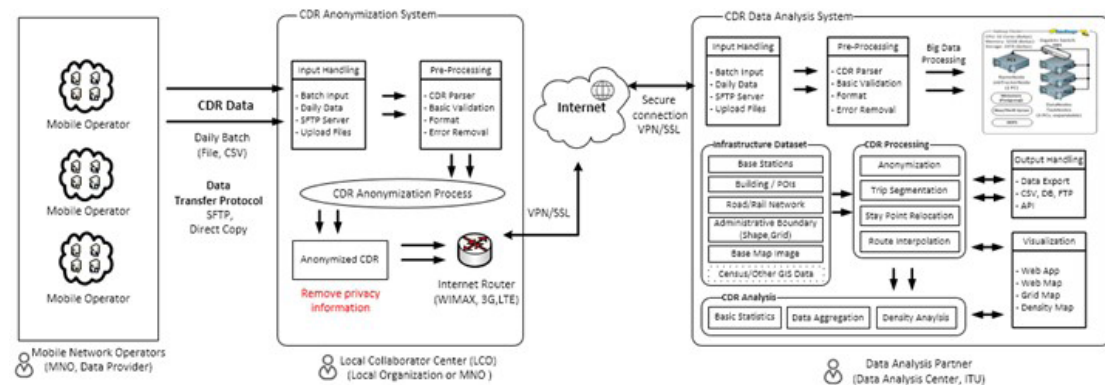 CDR Anonymization System
CDR Data Analysis System
Mobile Operator
Mobile Operator
Mobile Operator
CDR Data
Daily Batch
(File, CSV)
Data
Transfer Protocol
SFTP,
Direct Copy
Input Handling
- Batch Input
- Daily Data
- SFTP Server
- Upload Files
Pre-Processing
- CDR Parser
- Basic Validation
- Format
- Error Removal
CDR Anonymization Process
Anonymized CDR
Remove privacy
information
Internet Router
(WIMAX, 3G,LTE)
VPN/SSL
Internet
Secure
connection
VPN/SSL
Input Handling
- Batch Input
- Daily Data
- SFTP Server
- Upload Files
Pre-Processing
- CDR Parser
- Basic Validation
- Format
- Error Removal
Big Data
Processing
Infrastructure Dataset
Base Stations
Building / POIs
Road/Rail Network
Administrative Boundary
(Shape,Grid)
Base Map Image
Census/Other GIS Data
CDR Processing
Anonymization
Trip Segmentation
Stay Point Relocation
Route Interpolation
Output Handling
- Data Export
- CSV, DB, FTP
- API
Visualization
- Web App
- Web Map
- Grid Map
- Density Map
CDR Analysis
Basic Statistics
Data Aggregation
Density Anaylsis
Mobile Network Operators
(MNO, Data Provider)
Local Collaborator Center (LCO)
(Local Organization or MNO )
Data Analysis Partner
(Data Analysis Center, ITU)